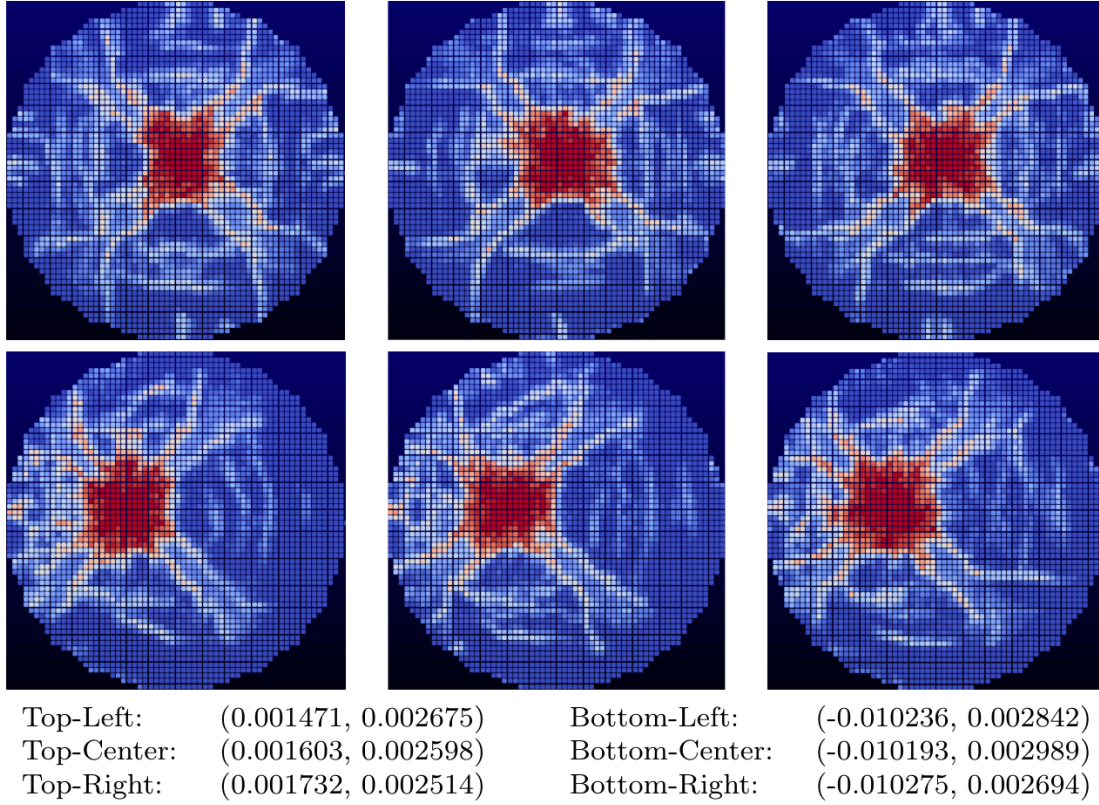 Top-Left: (0.001471, 0.002675) Bottom-Left: (-0.010236, 0.002842)
Top-Center: (0.001603, 0.002598) Bottom-Center: (-0.010193, 0.002989)
Top-Right: (0.001732, 0.002514) Bottom-Right: (-0.010275, 0.002694)